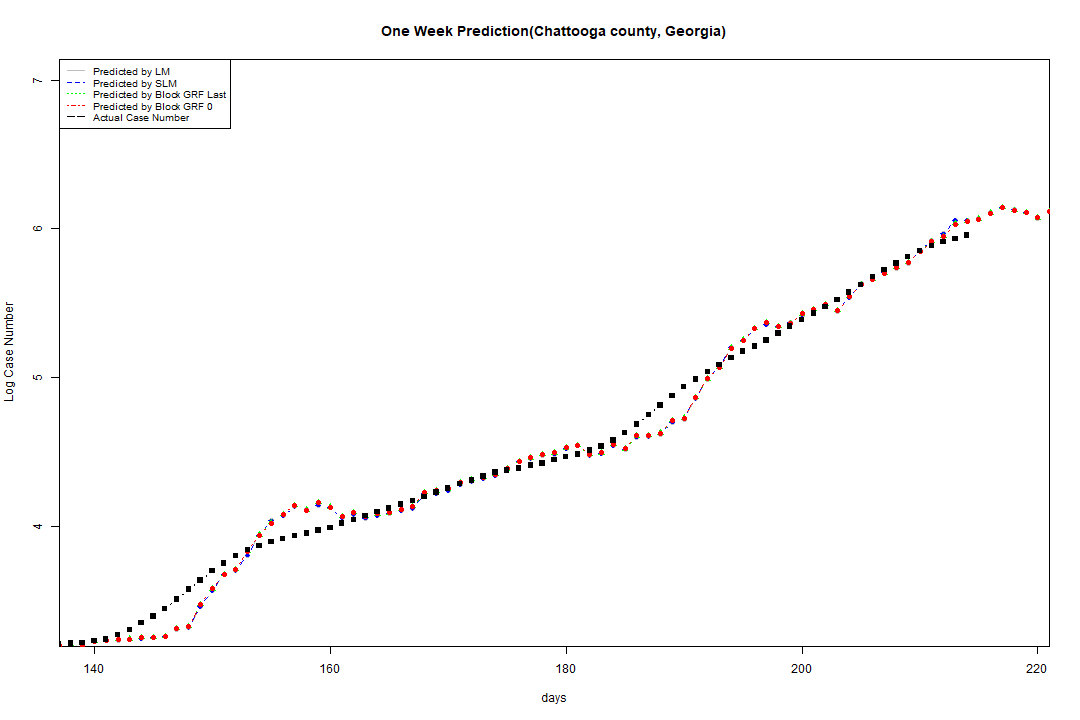 One Week Prediction(Chattooga county, Georgia)
Predicted by LM
Predicted by SLM
Predicted by Block GRF Last
Predicted by Block GRF 0
Actual Case Number
7
6
5
4
Log Case Number
140 160 180 200 220
days